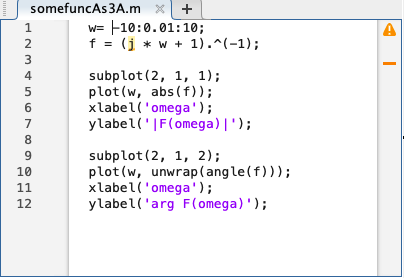 somefuncAs3A.m
1 w= -10:0.01:10;
2 f = (j * w + 1).^(-1);
3
4 subplot(2, 1, 1);
5 plot(w, abs(f));
6 xlabel('omega');
7 ylabel('|F(omega)|');
8
9 subplot(2, 1, 2);
10 plot(w, unwrap(angle(f)));
11 xlabel('omega');
12 ylabel('arg F(omega)');